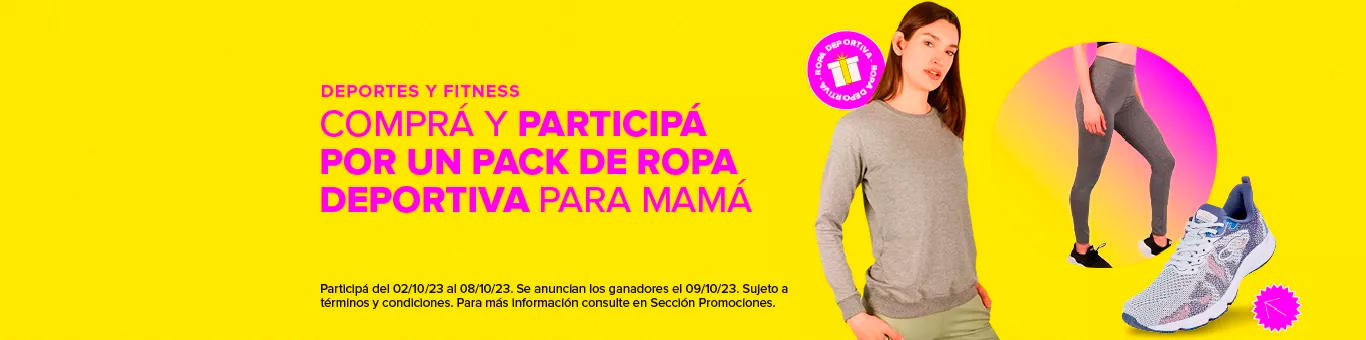 DEPORTES Y FITNESS
COMPRÁ Y PARTICIPÁ
POR UN PACK DE ROPA
DEPORTIVA PARA MAMÁ
Participá del 02/10/23 al 08/10/23. Se anuncian los ganadores el 09/10/23. Sujeto a
términos y condiciones. Para más información consulte en Sección Promociones.
ROPA DEPORTIVA · ROPA DEPORTIVA ·